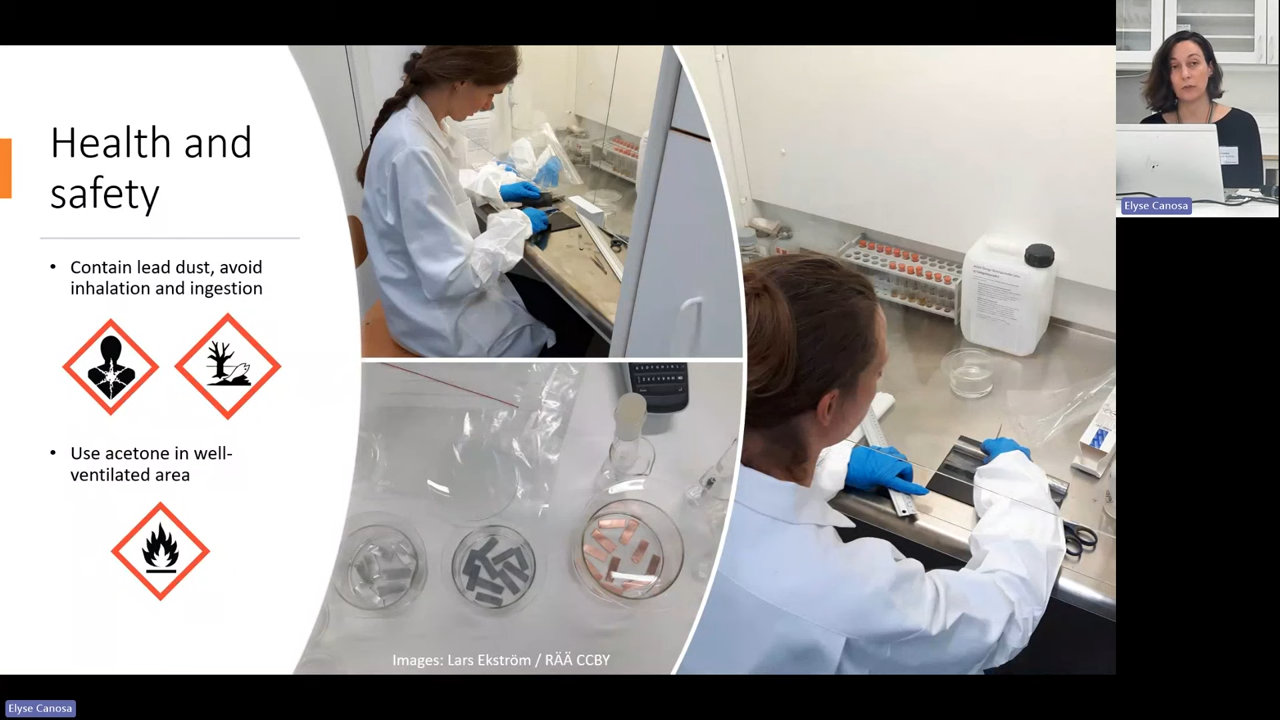 Health and
safety
• Contain lead dust, avoid
inhalation and ingestion
• Use acetone in well-
ventilated area
Images: Lars Ekström / RÄÄ CCBY
Elyse Canosa
Elyse Canosa